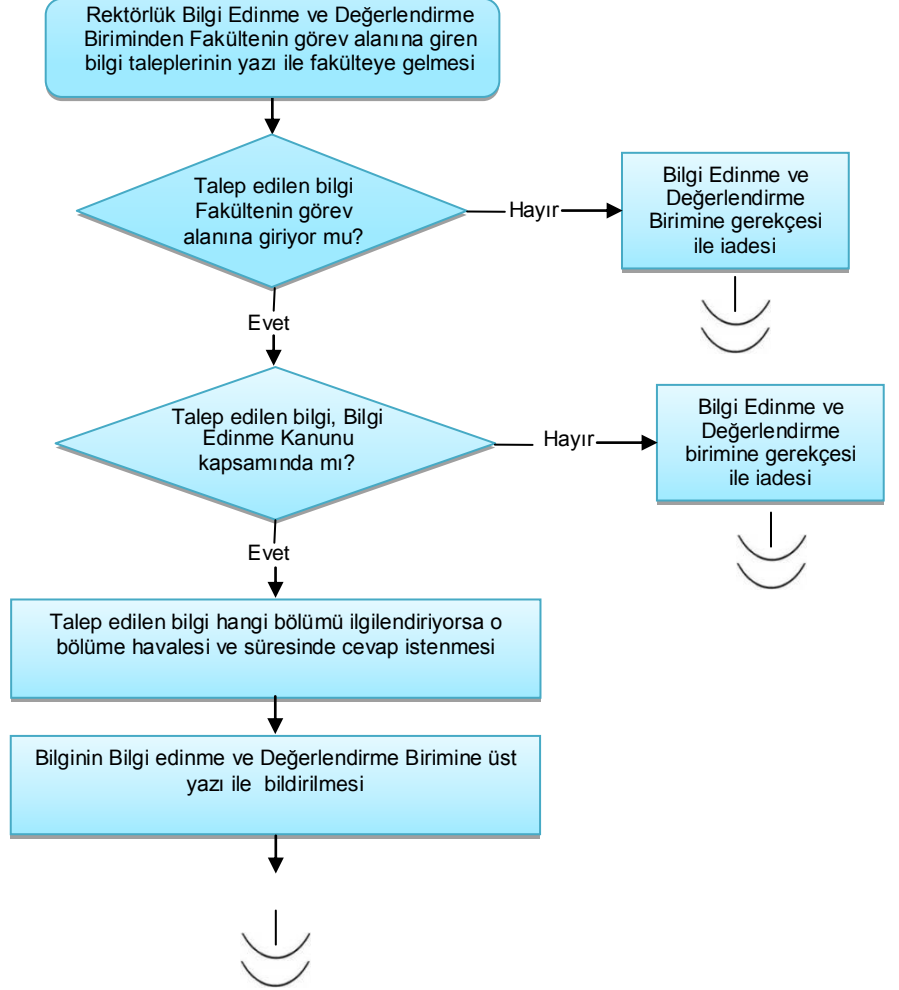 Rektörlük Bilgi Edinme ve Değerlendirme
Biriminden Fakültenin görev alanına giren
bilgi taleplerinin yazı ile fakülteye gelmesi
Talep edilen bilgi
Fakültenin görev
alanına giriyor mu?
Hayır
Bilgi Edinme ve
Değerlendirme
Birimine gerekçesi
ile iadesi
Evet
Talep edilen bilgi, Bilgi
Edinme Kanunu
kapsamında mı?
Hayır
Bilgi Edinme ve
Değerlendirme
birimine gerekçesi
ile iadesi
Evet
Talep edilen bilgi hangi bölümü ilgilendiriyorsa o
bölüme havalesi ve süresinde cevap istenmesi
Bilginin Bilgi edinme ve Değerlendirme Birimine üst
yazı ile bildirilmesi